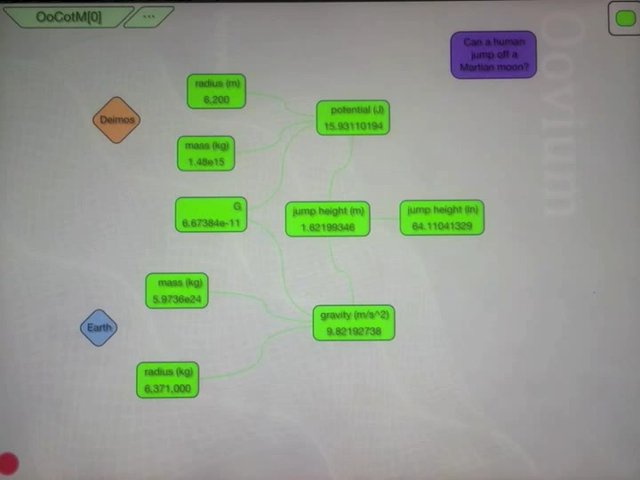 OoCotM[0]
...
Can a human
jump off a
Martian moon?
Oovium
Deimos
radius (m)
6,200
mass (kg)
1.48e15
G
6.67384e-11
potential (J)
15.93110194
jump height (m)
1.62199346
jump height (in)
64.11041329
Earth
mass (kg)
5.9736e24
radius (kg)
6,371,000
gravity (m/s^2)
9.82192738